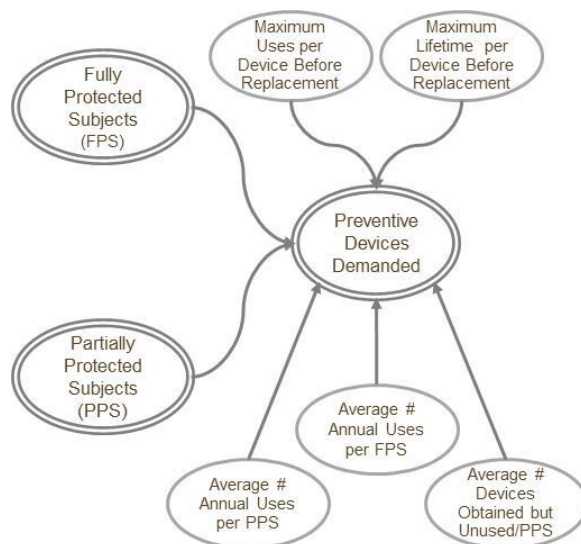 Maximum
Uses per
Device Before
Replacement
Maximum
Lifetime per
Device Before
Replacement
Fully
Protected
Subjects
(FPS)
Preventive
Devices
Demanded
Partially
Protected
Subjects
(PPS)
Average #
Annual Uses
per FPS
Average #
Annual Uses
per PPS
Average #
Devices
Obtained but
Unused/PPS